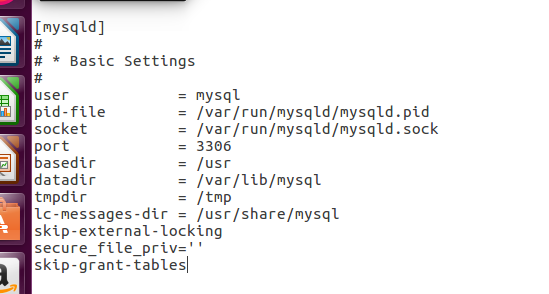 [mysqld]
#
# * Basic Settings
#
user = mysql
pid-file = /var/run/mysqld/mysqld.pid
socket = /var/run/mysqld/mysqld.sock
port = 3306
basedir = /usr
datadir = /var/lib/mysql
tmpdir = /tmp
lc-messages-dir = /usr/share/mysql
skip-external-locking
secure_file_priv=''
skip-grant-tables